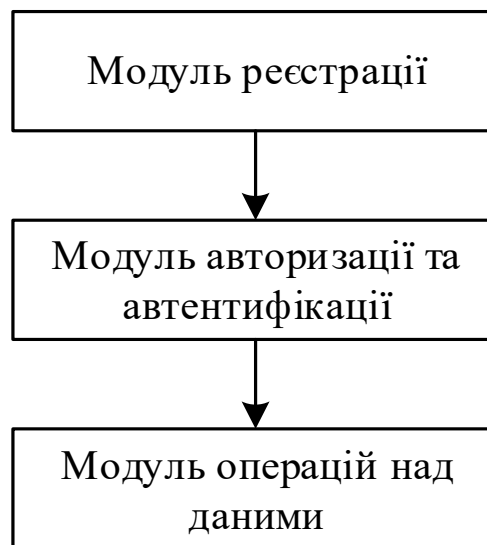 Модуль реєстрації
Модуль авторизації та
автентифікації
Модуль операцій над
даними